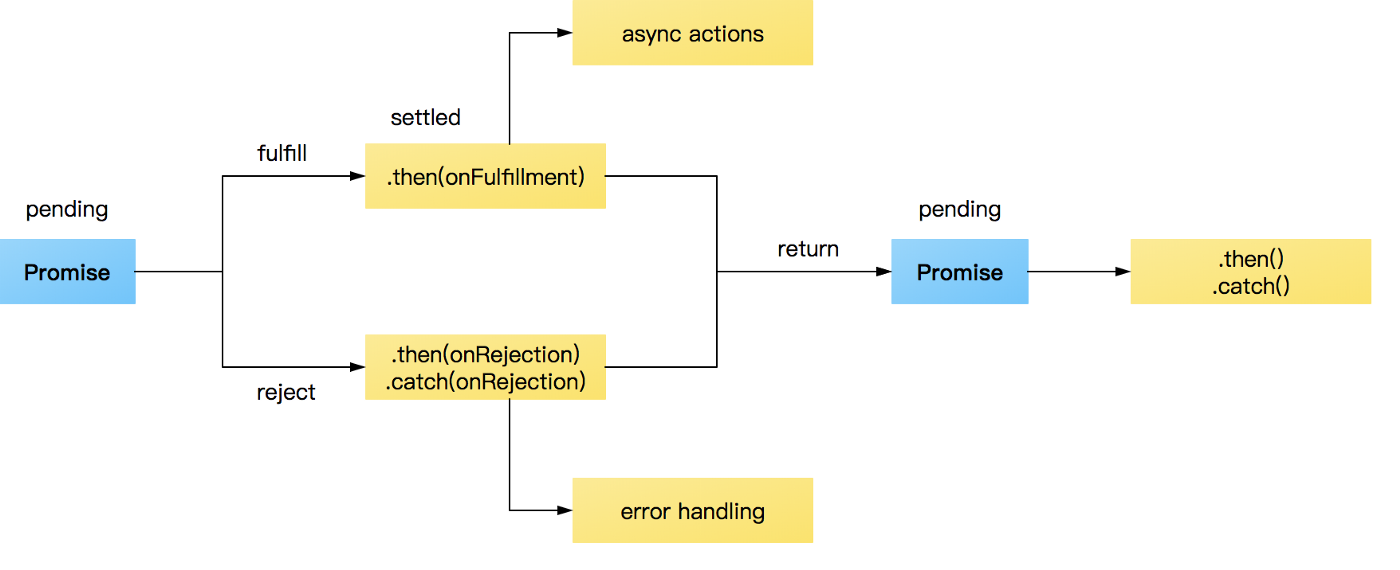 async actions
settled
fulfill
.then(onFulfillment)
pending
Promise
return
pending
Promise
.then()
.catch()
.then(onRejection)
.catch(onRejection)
reject
error handling